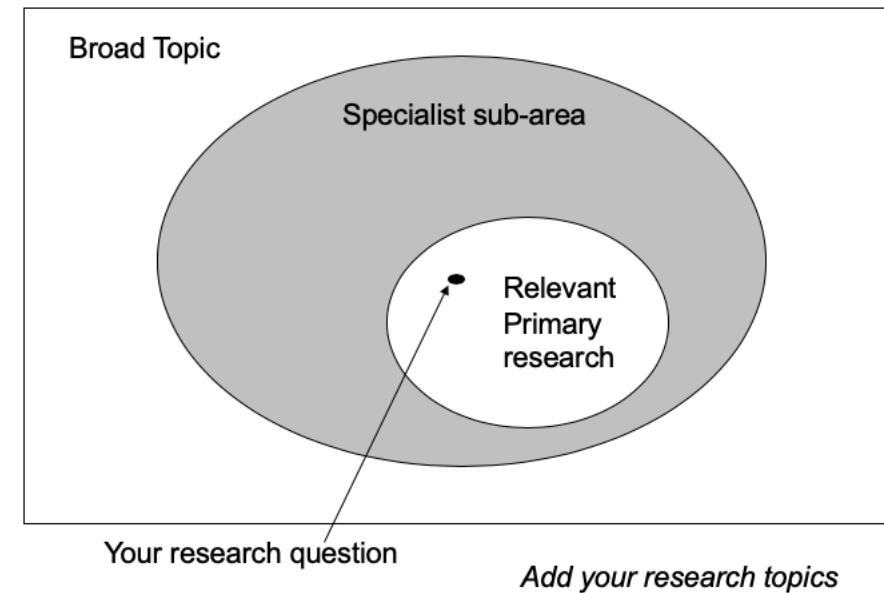 Broad Topic
Specialist sub-area
Relevant
Primary
research
Your research question
Add your research topics